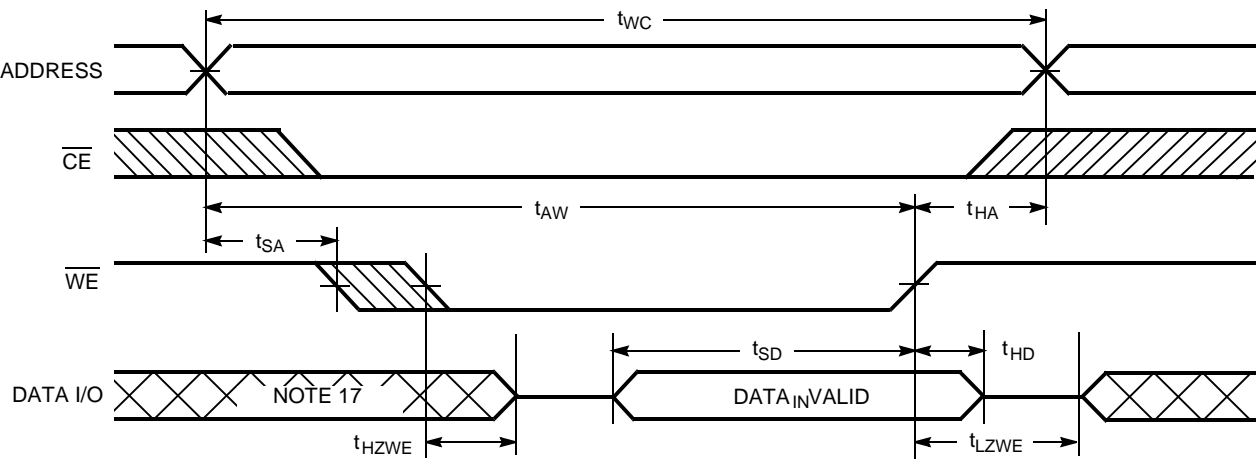 tWC
ADDRESS
CE
tAW
tHA
tSA
WE
tSD
tHD
DATA I/O
NOTE 17
DATAINVALID
tHZWE
tLZWE